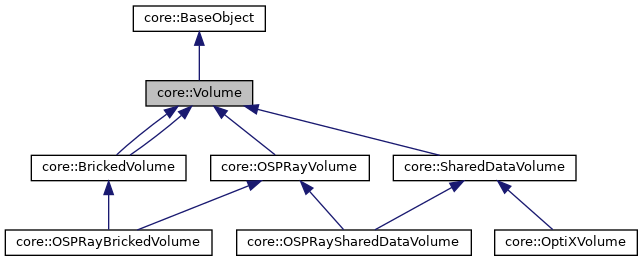 core::BaseObject
core::Volume
core::BrickedVolume
core::OSPRayVolume
core::SharedDataVolume
core::OSPRayBrickedVolume
core::OSPRaySharedDataVolume
core::OptiXVolume